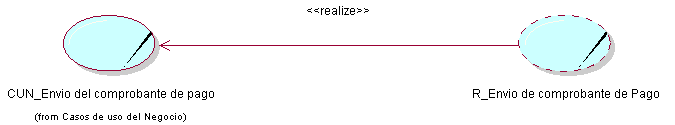 <<realize>>
CUN_Envio del comprobante de pago
R_Envio de comprobante de Pago
(from Casos de uso del Negocio)